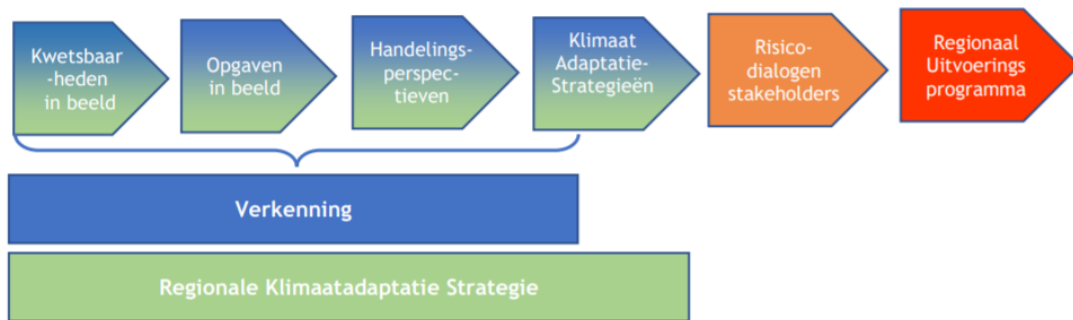 Kwetsbaar
-heden
in beeld
Opgaven
in beeld
Handelings-
perspec-
tieven
Klimaat
Adaptatie-
Strategieën
Risico-
dialogen
stakeholders
Regionaal
Uitvoerings
programma
Verkenning
Regionale Klimaatadaptatie Strategie